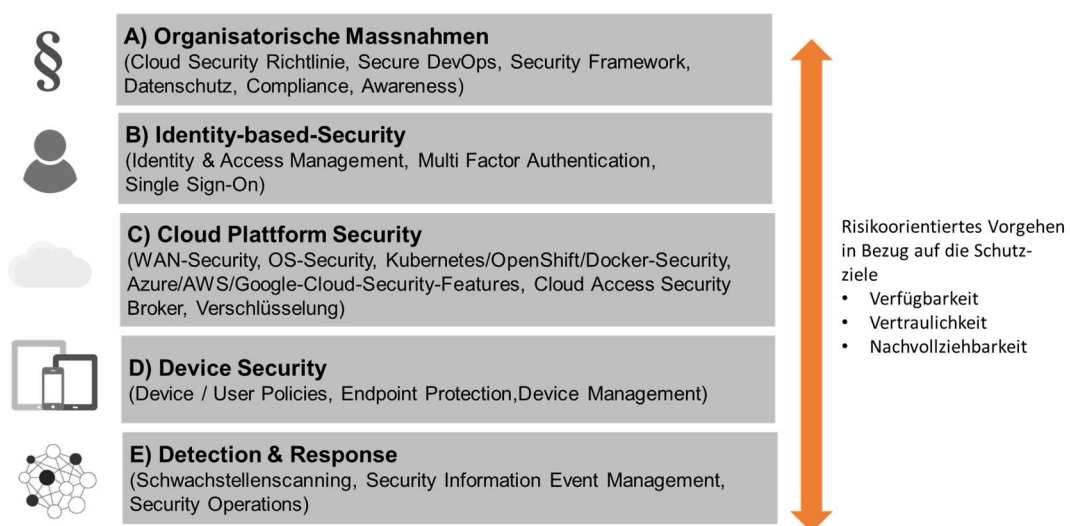 §
A) Organisatorische Massnahmen
(Cloud Security Richtlinie, Secure DevOps, Security Framework,
Datenschutz, Compliance, Awareness)
B) Identity-based-Security
(Identity & Access Management, Multi Factor Authentication,
Single Sign-On)
C) Cloud Plattform Security
(WAN-Security, OS-Security, Kubernetes/OpenShift/Docker-Security,
Azure/AWS/Google-Cloud-Security-Features, Cloud Access Security
Broker, Verschlüsselung)
D) Device Security
(Device / User Policies, Endpoint Protection,Device Management)
E) Detection & Response
(Schwachstellenscanning, Security Information Event Management,
Security Operations)
Risikoorientiertes Vorgehen
in Bezug auf die Schutz-
ziele
• Verfügbarkeit
• Vertraulichkeit
• Nachvollziehbarkeit